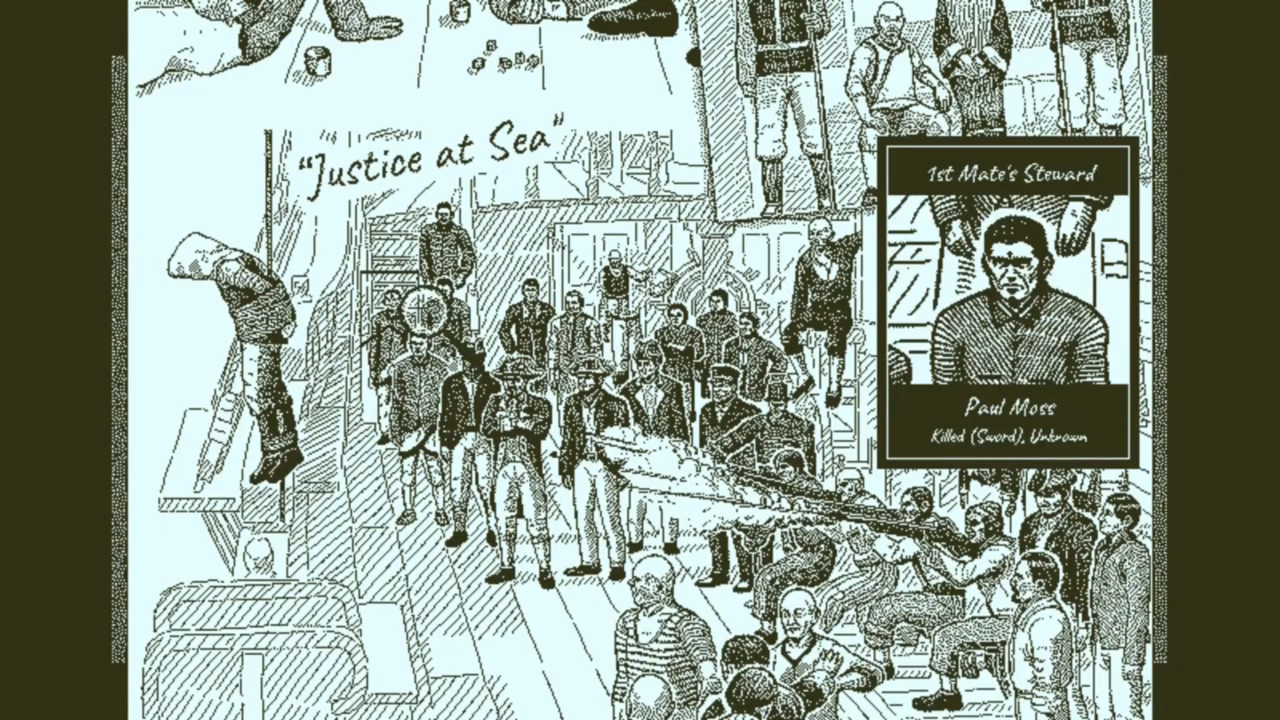 "Justice at Sea"
1st Mate's Steward
Paul Moss
Killed (Sword), Unknown